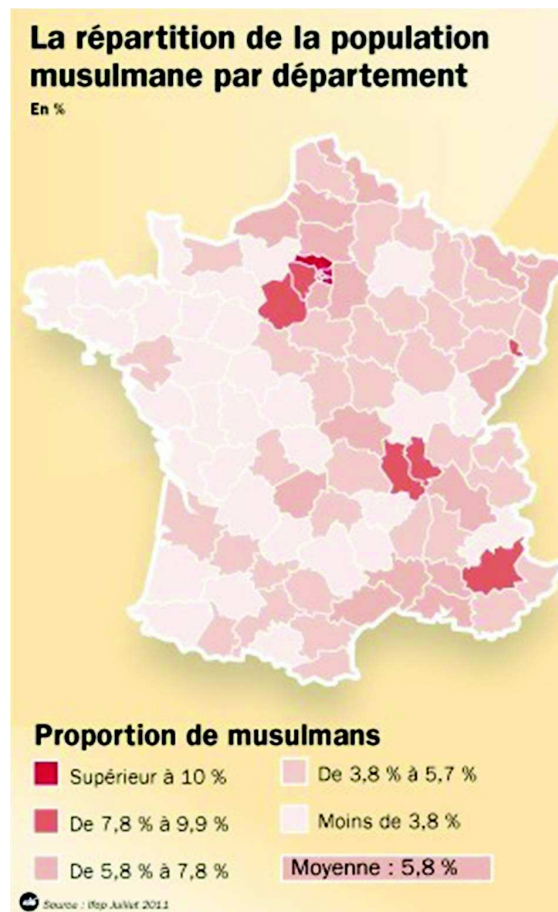 La répartition de la population
musulmane par département
En %
Proportion de musulmans
Supérieur à 10 %
De 7,8 % à 9,9 %
De 5,8 % à 7,8 %
De 3,8 % à 5,7 %
Moins de 3,8 %
Moyenne : 5,8 %
Source : Ifop Juillet 2011